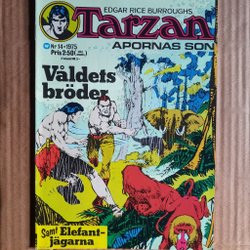 EDGAR RICE BURROUGHS
Tarzan
APORNAS SON
Nr 14 • 1975
Pris 2:50
Våldets
bröder
Samt Elefant-
jägarna